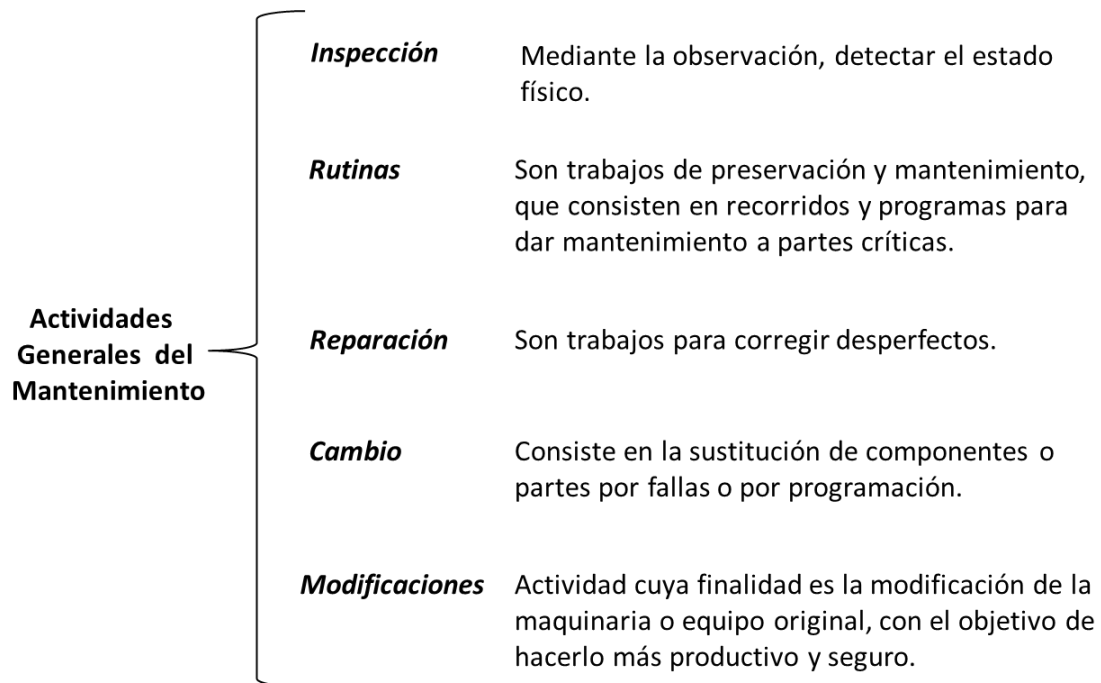 Actividades
Generales del
Mantenimiento
Inspección
Mediante la observación, detectar el estado
físico.
Rutinas
Son trabajos de preservación y mantenimiento,
que consisten en recorridos y programas para
dar mantenimiento a partes críticas.
Reparación
Son trabajos para corregir desperfectos.
Cambio
Consiste en la sustitución de componentes o
partes por fallas o por programación.
Modificaciones
Actividad cuya finalidad es la modificación de la
maquinaria o equipo original, con el objetivo de
hacerlo más productivo y seguro.